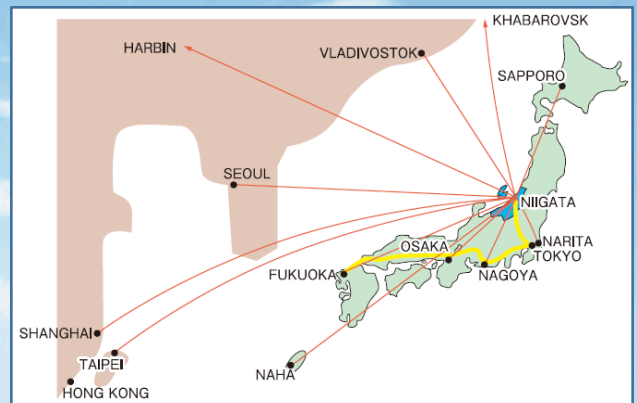 KHABAROVSK
HARBIN
VLADIVOSTOK
SAPPORO
SEOUL
NIIGATA
OSAKA
NARITA
TOKYO
FUKUOKA
NAGOYA
SHANGHAI
TAIPEI
NAHA
HONG KONG